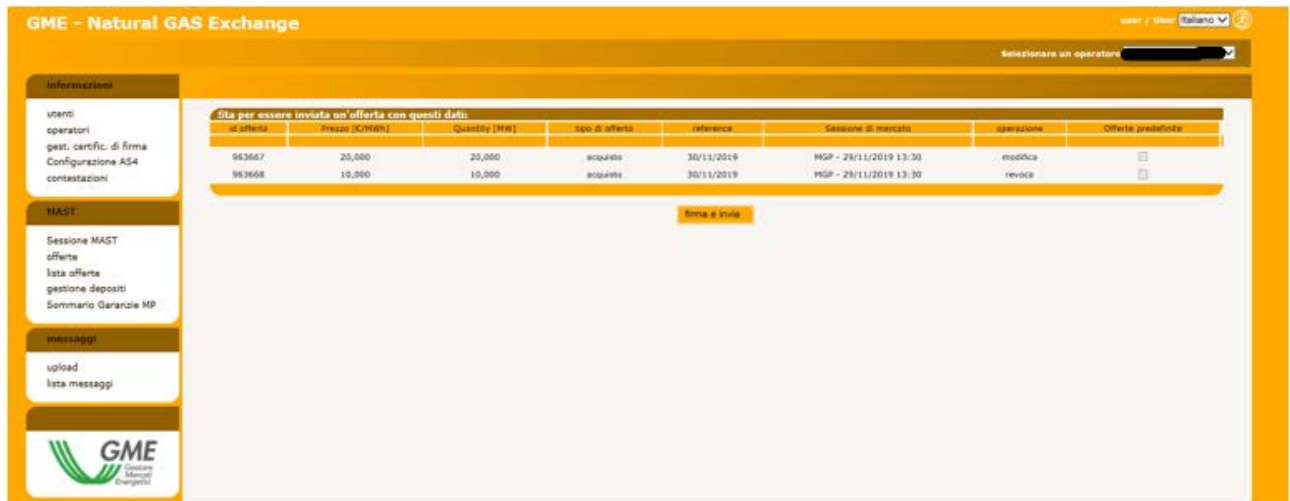 GME - Natural GAS Exchange
user / User Italiano
Selezionare un operatore
informazioni
utenti
operatori
gest. certific. di firma
Configurazione AS4
contestazioni
MAST
Sessione MAST
offerte
lista offerte
gestione depositi
Sommario Garanzie MP
messaggi
upload
lista messaggi
GME
Gestore
Mercati
Energetici
Sta per essere inviata un'offerta con questi dati:
id offerta Prezzo [€/MWh] Quantity [MW] tipo di offerta reference Sessione di mercato operazione Offerte predefinite
963667 20,000 20,000 acquisto 30/11/2019 MGP - 29/11/2019 13:30 modifica
963668 10,000 10,000 acquisto 30/11/2019 MGP - 29/11/2019 13:30 revoca
firma e invia